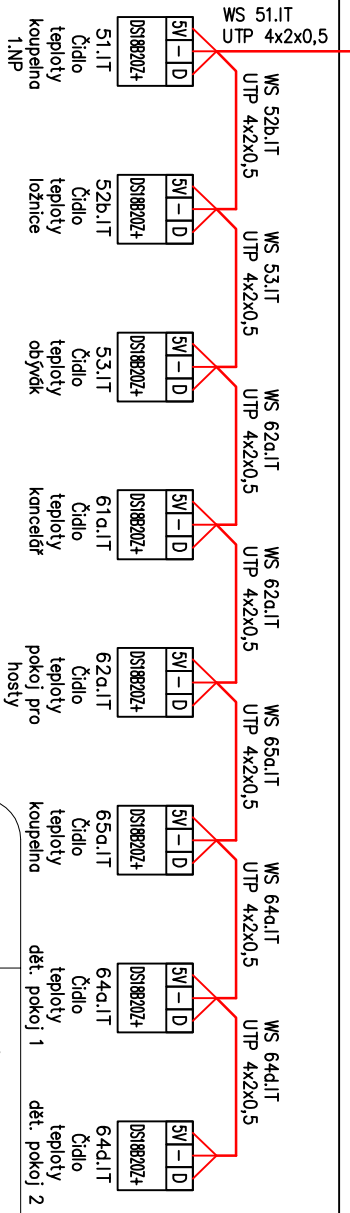 WS 51.IT
UTP 4x2x0,5
WS 52b.IT
UTP 4x2x0,5
WS 53.IT
UTP 4x2x0,5
WS 62a.IT
UTP 4x2x0,5
WS 62a.IT
UTP 4x2x0,5
WS 65a.IT
UTP 4x2x0,5
WS 64a.IT
UTP 4x2x0,5
WS 64d.IT
UTP 4x2x0,5
5V – D
DS18B20Z+
51.IT
Čidlo
teploty
koupelna
1.NP
5V – D
DS18B20Z+
52b.IT
Čidlo
teploty
ložnice
5V – D
DS18B20Z+
53.IT
Čidlo
teploty
obývák
5V – D
DS18B20Z+
61a.IT
Čidlo
teploty
kancelář
5V – D
DS18B20Z+
62a.IT
Čidlo
teploty
pokoj pro
hosty
5V – D
DS18B20Z+
65a.IT
Čidlo
teploty
koupelna
5V – D
DS18B20Z+
64a.IT
Čidlo
teploty
dět. pokoj 1
5V – D
DS18B20Z+
64d.IT
Čidlo
teploty
dět. pokoj 2